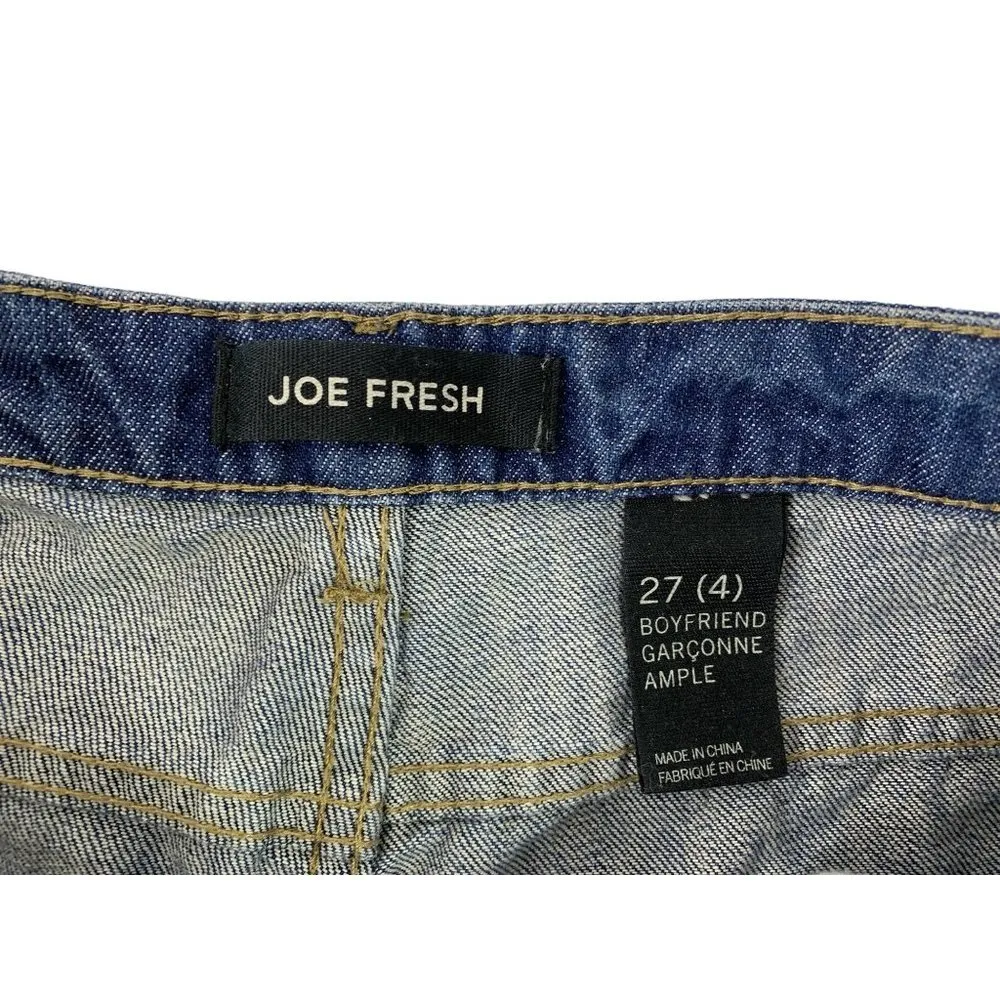 JOE FRESH
27 (4)
BOYFRIEND
GARÇONNE
AMPLE
MADE IN CHINA
FABRIQUÉ EN CHINE